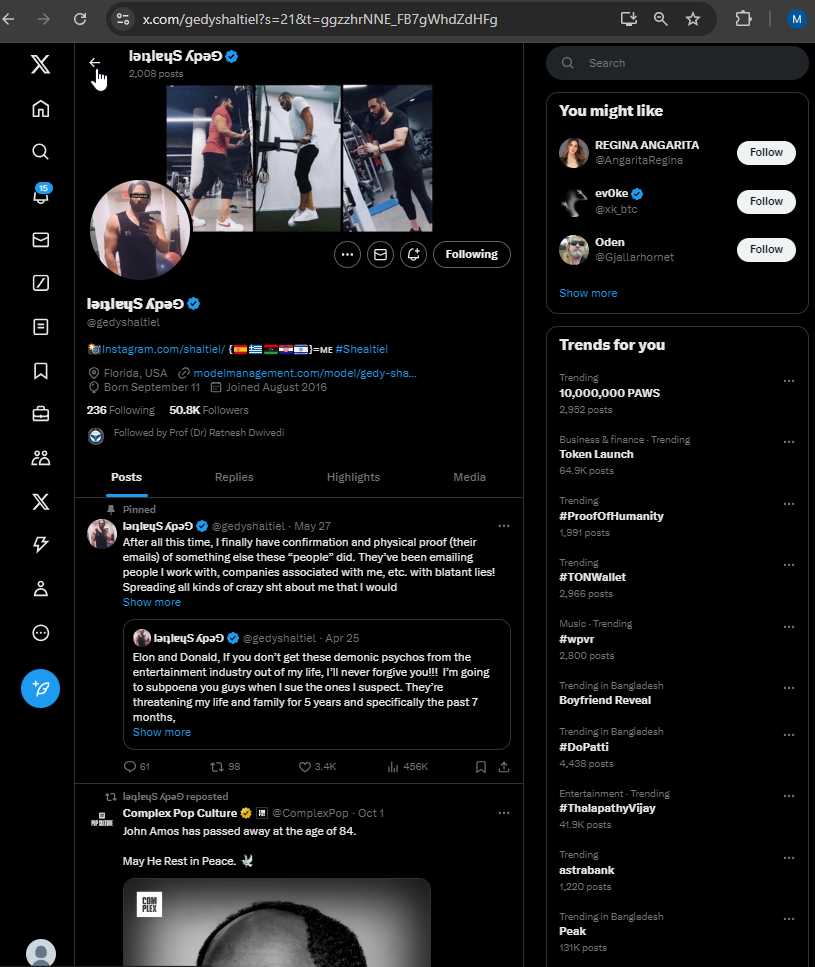 x.com/gedyshaltiel?s=21&t=ggzzhrNNE_FB7gWhdZdHFg
M
15
ləıʇlɐɥS ʎpǝ⅁
2,008 posts
Following
ləıʇlɐɥS ʎpǝ⅁
@gedyshaltiel
📸Instagram.com/shaltiel/ {🇪🇸🇬🇷🇱🇾🇭🇷🇮🇱}=ᴍᴇ #Shealtiel
Florida, USA modelmanagement.com/model/gedy-sha...
Born September 11 Joined August 2016
236 Following 50.8K Followers
Followed by Prof (Dr) Ratnesh Dwivedi
Posts Replies Highlights Media
Pinned
ləıʇlɐɥS ʎpǝ⅁ @gedyshaltiel · May 27
After all this time, I finally have confirmation and physical proof (their
emails) of something else these “people” did. They’ve been emailing
people I work with, companies associated with me, etc. with blatant lies!
Spreading all kinds of crazy sht about me that I would
Show more
ləıʇlɐɥS ʎpǝ⅁ @gedyshaltiel · Apr 25
Elon and Donald, If you don’t get these demonic psychos from the
entertainment industry out of my life, I’ll never forgive you!!! I’m going
to subpoena you guys when I sue the ones I suspect. They’re
threatening my life and family for 5 years and specifically the past 7
months,
Show more
61 98 3.4K 456K
ləıʇlɐɥS ʎpǝ⅁ reposted
Complex Pop Culture @ComplexPop · Oct 1
John Amos has passed away at the age of 84.
May He Rest in Peace. 🕊
COM
PLEX
POP CULTURE
Search
You might like
REGINA ANGARITA
@AngaritaRegina
Follow
ev0ke
@xk_btc
Follow
Oden
@Gjallarhornet
Follow
Show more
Trends for you
Trending
10,000,000 PAWS
2,952 posts
Business & finance · Trending
Token Launch
64.9K posts
Trending
#ProofOfHumanity
1,991 posts
Trending
#TONWallet
2,966 posts
Music · Trending
#wpvr
2,800 posts
Trending in Bangladesh
Boyfriend Reveal
Trending in Bangladesh
#DoPatti
4,438 posts
Entertainment · Trending
#ThalapathyVijay
41.9K posts
Trending
astrabank
1,220 posts
Trending in Bangladesh
Peak
131K posts